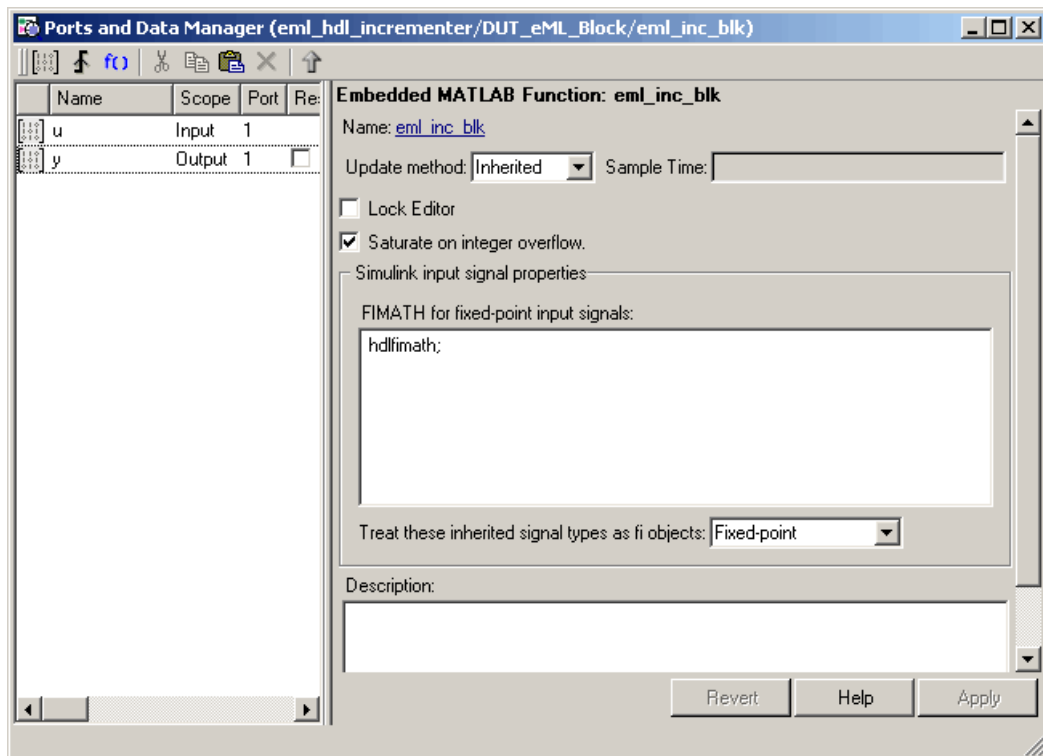 Ports and Data Manager (eml_hdl_incrementer/DUT_eML_Block/eml_inc_blk)
f()
Name Scope Port Re:
u Input 1
y Output 1
Embedded MATLAB Function: eml_inc_blk
Name: eml_inc_blk
Update method: Inherited Sample Time:
Lock Editor
Saturate on integer overflow.
Simulink input signal properties
FIMATH for fixed-point input signals:
hdlfimath;
Treat these inherited signal types as fi objects: Fixed-point
Description:
Revert Help Apply